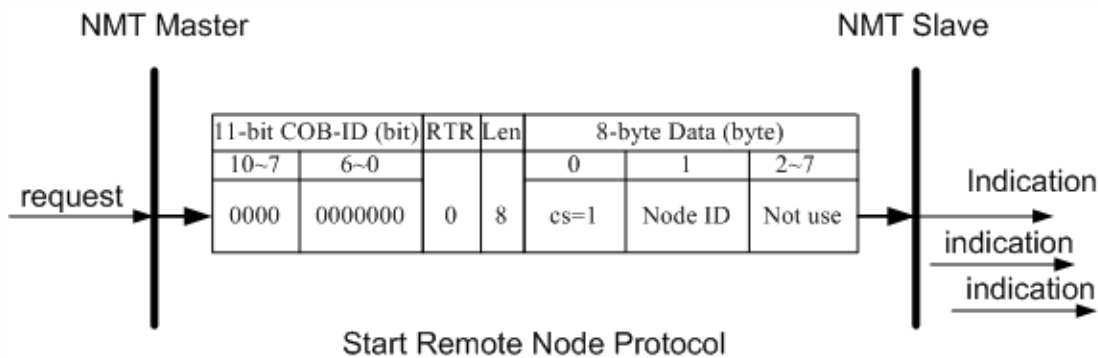 NMT Master NMT Slave
11-bit COB-ID (bit) RTR Len 8-byte Data (byte)
10~7 6~0 0 1 2~7
request 0000 0000000 0 8 cs=1 Node ID Not use Indication
indication
indication
Start Remote Node Protocol